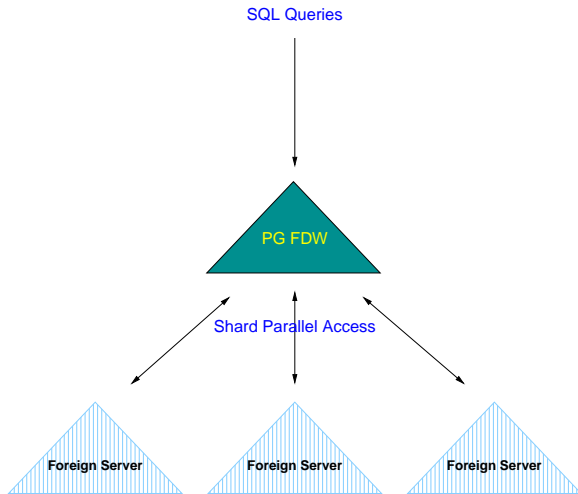 SQL Queries
PG FDW
Shard Parallel Access
Foreign Server
Foreign Server
Foreign Server